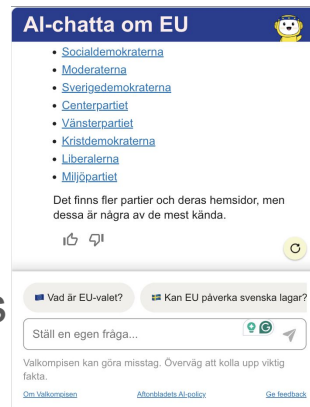 AI-chatta om EU
Socialdemokraterna
Moderaterna
Sverigedemokraterna
Centerpartiet
Vänsterpartiet
Kristdemokraterna
Liberalerna
Miljöpartiet
Det finns fler partier och deras hemsidor, men
dessa är några av de mest kända.
Vad är EU-valet?
Kan EU påverka svenska lagar?
s
Ställ en egen fråga...
Valkompisen kan göra misstag. Överväg att kolla upp viktig
fakta.
Om Valkompisen Aftonbladets AI-policy Ge feedback